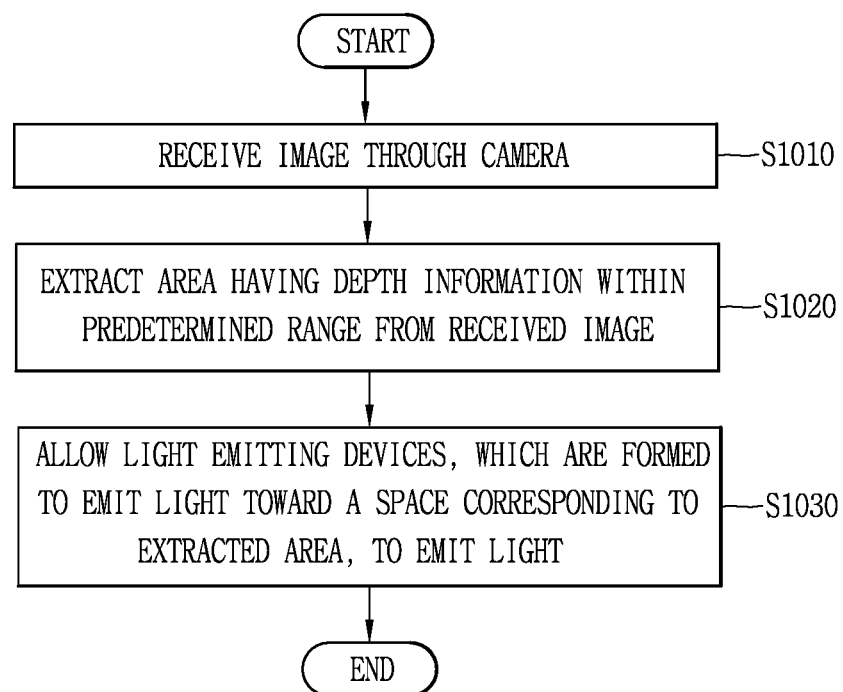 START
RECEIVE IMAGE THROUGH CAMERA
S1010
EXTRACT AREA HAVING DEPTH INFORMATION WITHIN
PREDETERMINED RANGE FROM RECEIVED IMAGE
S1020
ALLOW LIGHT EMITTING DEVICES, WHICH ARE FORMED
TO EMIT LIGHT TOWARD A SPACE CORRESPONDING TO
EXTRACTED AREA, TO EMIT LIGHT
S1030
END